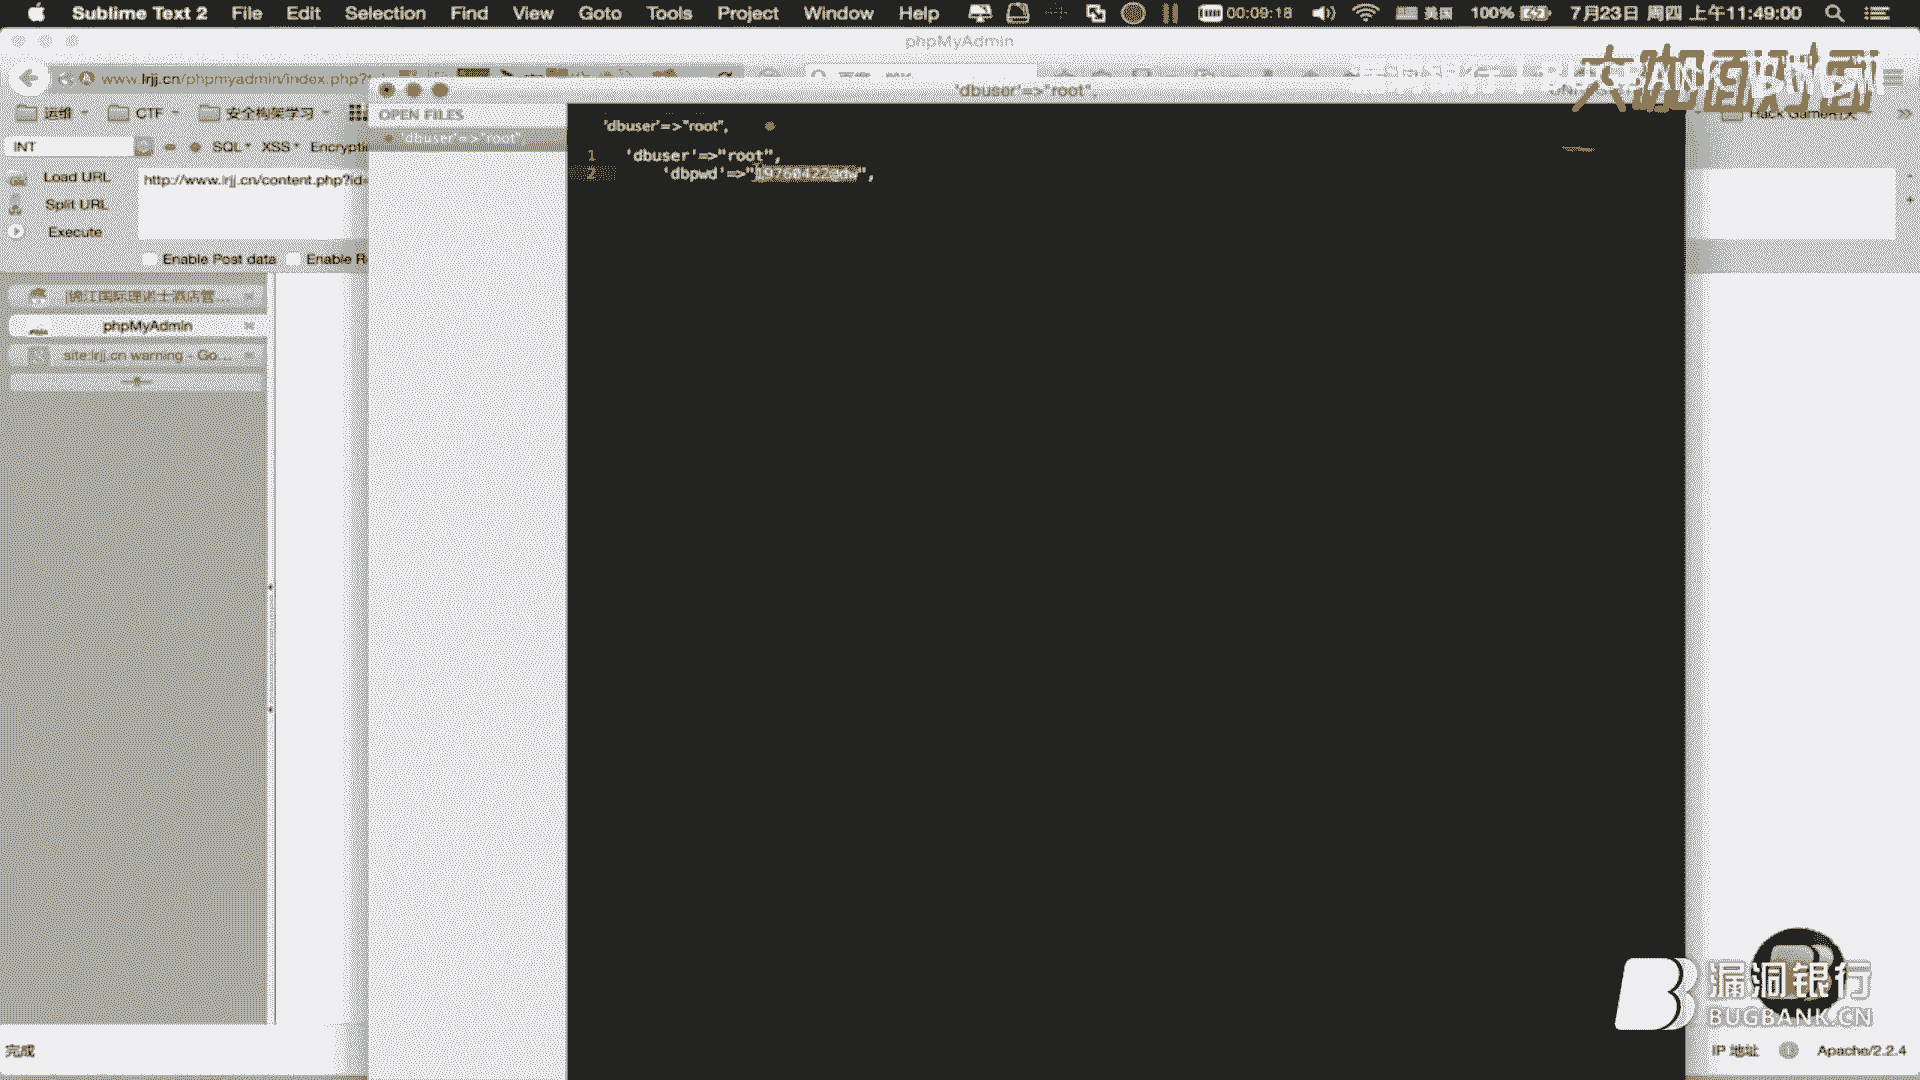 Sublime Text 2 File Edit Selection Find View Goto Tools Project Window Help 00:09:18 美国 100% 7月23日 周四 上午11:49:00
phpMyAdmin
www.lrjj.cn/phpmyadmin/index.php?
'dbuser'=>"root",
运维 CTF 安全构架学习
OPEN FILES
'dbuser'=>"root",
'dbuser'=>"root",
INT SQL* XSS* Encrypti
1 'dbuser'=>"root",
2 'dbpwd'=>"19760422@dw",
Load URL http://www.lrjj.cn/content.php?id=
Split URL
Execute
Enable Post data Enable R
phpMyAdmin
site:lrjj.cn warning - Go...
漏洞银行
BUGBANK.CN
完成
IP 地址 Apache/2.2.4